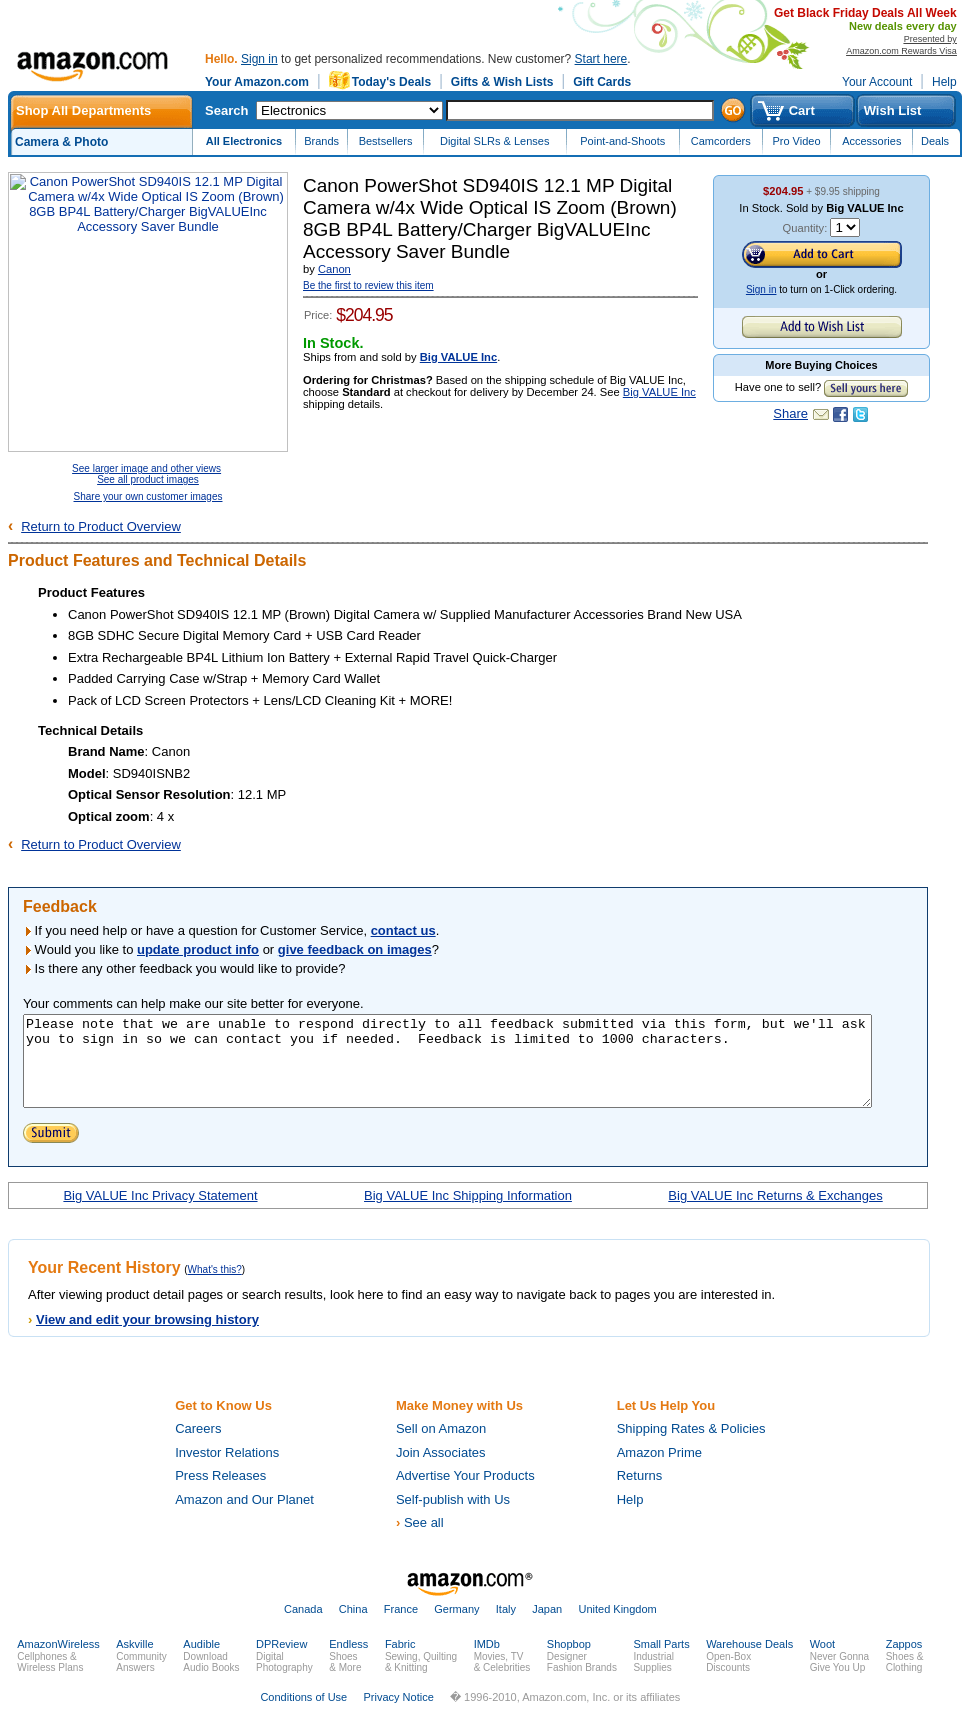 Get Black Friday Deals All Week
New deals every day
Presented by
Amazon.com Rewards Visa
amazon.com
Hello. Sign in to get personalized recommendations. New customer? Start here.
Your Amazon.com | Today's Deals | Gifts & Wish Lists | Gift Cards
Your Account | Help
Shop All Departments
Search Electronics GO
Cart
Wish List
Camera & Photo
All Electronics Brands Bestsellers Digital SLRs & Lenses Point-and-Shoots Camcorders Pro Video Accessories Deals
Canon PowerShot SD940IS 12.1 MP Digital
Camera w/4x Wide Optical IS Zoom (Brown)
8GB BP4L Battery/Charger BigVALUEInc
Accessory Saver Bundle
See larger image and other views
See all product images
Share your own customer images
Canon PowerShot SD940IS 12.1 MP Digital
Camera w/4x Wide Optical IS Zoom (Brown)
8GB BP4L Battery/Charger BigVALUEInc
Accessory Saver Bundle
by Canon
Be the first to review this item
Price: $204.95
In Stock.
Ships from and sold by Big VALUE Inc.
Ordering for Christmas? Based on the shipping schedule of Big VALUE Inc,
choose Standard at checkout for delivery by December 24. See Big VALUE Inc
shipping details.
$204.95 + $9.95 shipping
In Stock. Sold by Big VALUE Inc
Quantity: 1
Add to Cart
or
Sign in to turn on 1-Click ordering.
Add to Wish List
More Buying Choices
Have one to sell? Sell yours here
Share
‹ Return to Product Overview
Product Features and Technical Details
Product Features
• Canon PowerShot SD940IS 12.1 MP (Brown) Digital Camera w/ Supplied Manufacturer Accessories Brand New USA
• 8GB SDHC Secure Digital Memory Card + USB Card Reader
• Extra Rechargeable BP4L Lithium Ion Battery + External Rapid Travel Quick-Charger
• Padded Carrying Case w/Strap + Memory Card Wallet
• Pack of LCD Screen Protectors + Lens/LCD Cleaning Kit + MORE!
Technical Details
Brand Name: Canon
Model: SD940ISNB2
Optical Sensor Resolution: 12.1 MP
Optical zoom: 4 x
‹ Return to Product Overview
Feedback
If you need help or have a question for Customer Service, contact us.
Would you like to update product info or give feedback on images?
Is there any other feedback you would like to provide?
Your comments can help make our site better for everyone.
Please note that we are unable to respond directly to all feedback submitted via this form, but we'll ask
you to sign in so we can contact you if needed.  Feedback is limited to 1000 characters.
Submit
Big VALUE Inc Privacy Statement Big VALUE Inc Shipping Information Big VALUE Inc Returns & Exchanges
Your Recent History (What's this?)
After viewing product detail pages or search results, look here to find an easy way to navigate back to pages you are interested in.
› View and edit your browsing history
Get to Know Us
Careers
Investor Relations
Press Releases
Amazon and Our Planet
Make Money with Us
Sell on Amazon
Join Associates
Advertise Your Products
Self-publish with Us
› See all
Let Us Help You
Shipping Rates & Policies
Amazon Prime
Returns
Help
amazon.com®
Canada China France Germany Italy Japan United Kingdom
AmazonWireless Askville Audible DPReview Endless Fabric IMDb Shopbop Small Parts Warehouse Deals Woot Zappos
Cellphones & Community Download Digital Shoes Sewing, Quilting Movies, TV Designer Industrial Open-Box Never Gonna Shoes &
Wireless Plans Answers Audio Books Photography & More & Knitting & Celebrities Fashion Brands Supplies Discounts Give You Up Clothing
Conditions of Use Privacy Notice � 1996-2010, Amazon.com, Inc. or its affiliates